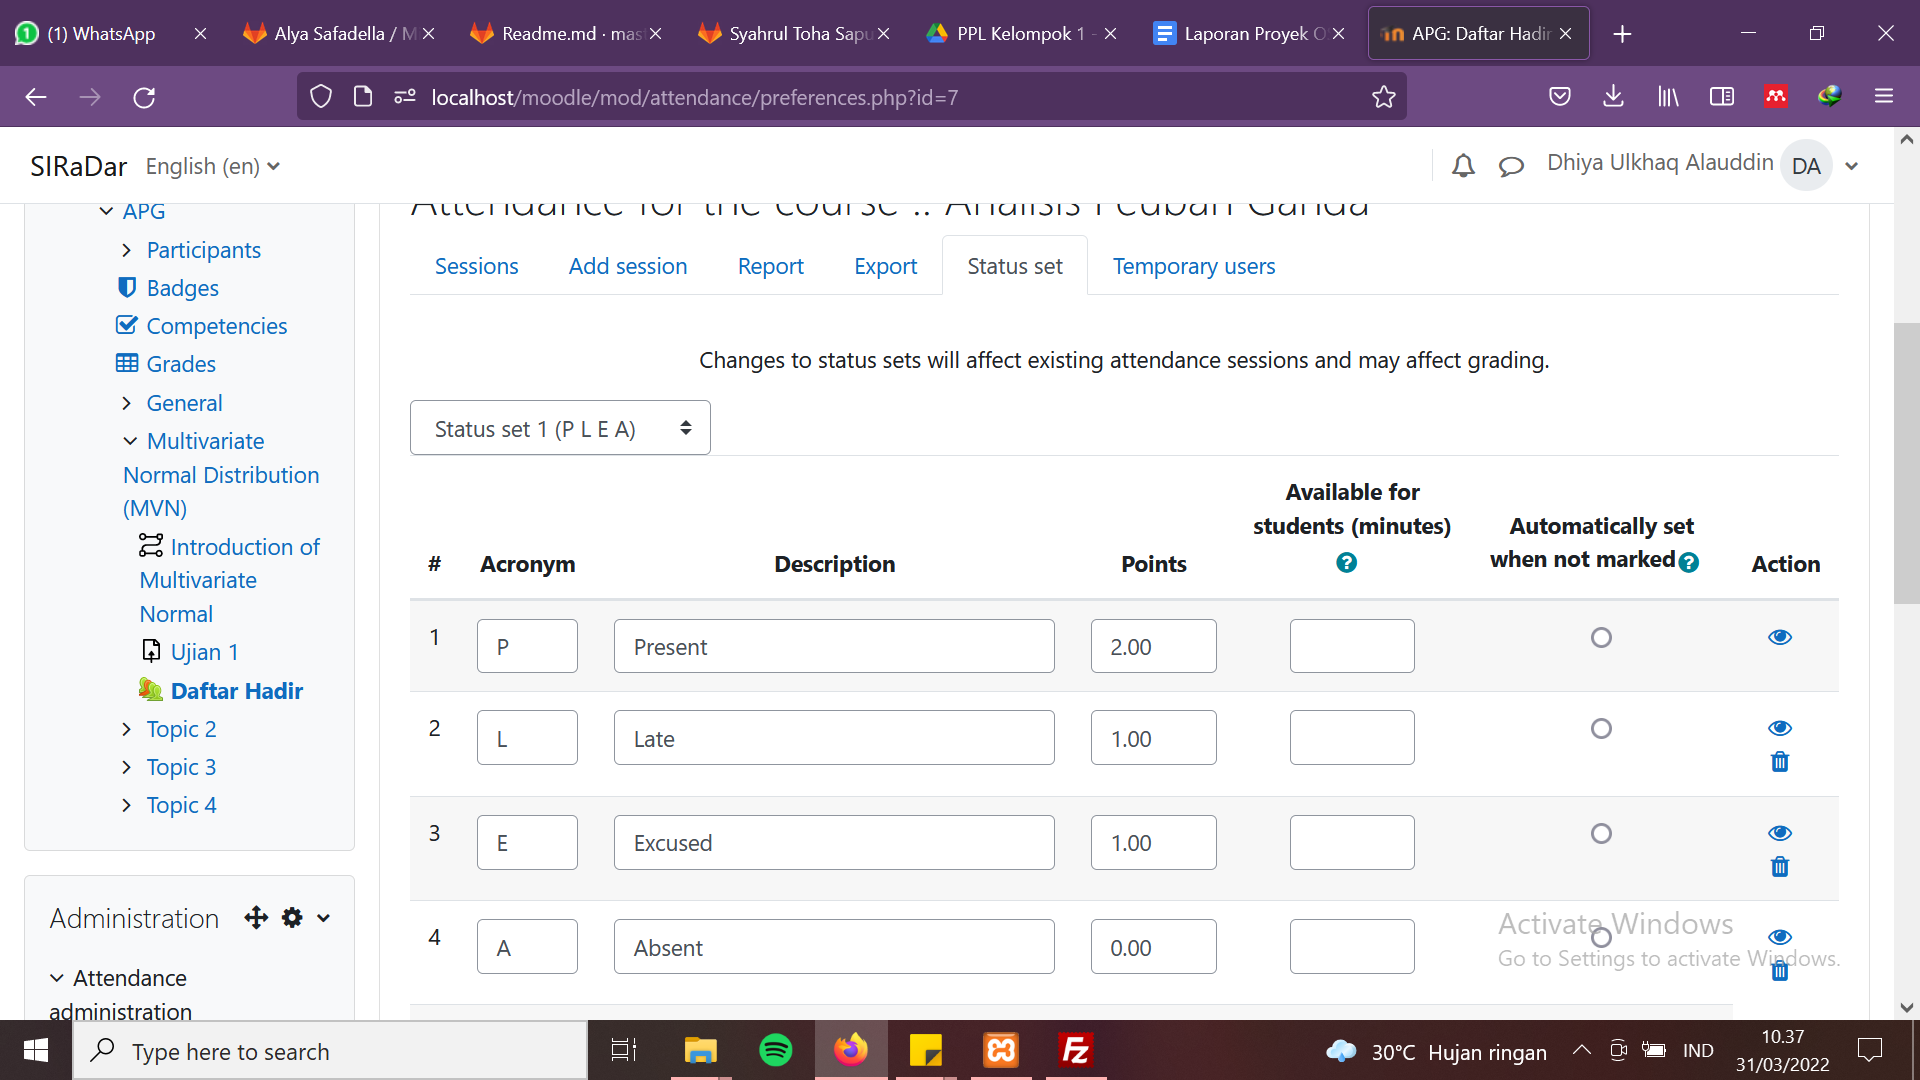 (1) WhatsApp
Alya Safadella / M
Readme.md · mas
Syahrul Toha Sapu
PPL Kelompok 1 -
Laporan Proyek O
APG: Daftar Hadir
localhost/moodle/mod/attendance/preferences.php?id=7
SIRaDar
English (en)
Dhiya Ulkhaq Alauddin
DA
APG
Participants
Badges
Competencies
Grades
General
Multivariate
Normal Distribution
(MVN)
Introduction of
Multivariate
Normal
Ujian 1
Daftar Hadir
Topic 2
Topic 3
Topic 4
Administration
Attendance
administration
Attendance for the course :: Analisis Peubah Ganda
Sessions
Add session
Report
Export
Status set
Temporary users
Changes to status sets will affect existing attendance sessions and may affect grading.
Status set 1 (P L E A)
# Acronym Description Points Available for students (minutes) Automatically set when not marked Action
1 P Present 2.00
2 L Late 1.00
3 E Excused 1.00
4 A Absent 0.00
Activate Windows
Go to Settings to activate Windows.
Type here to search
30°C Hujan ringan
IND
10.37
31/03/2022